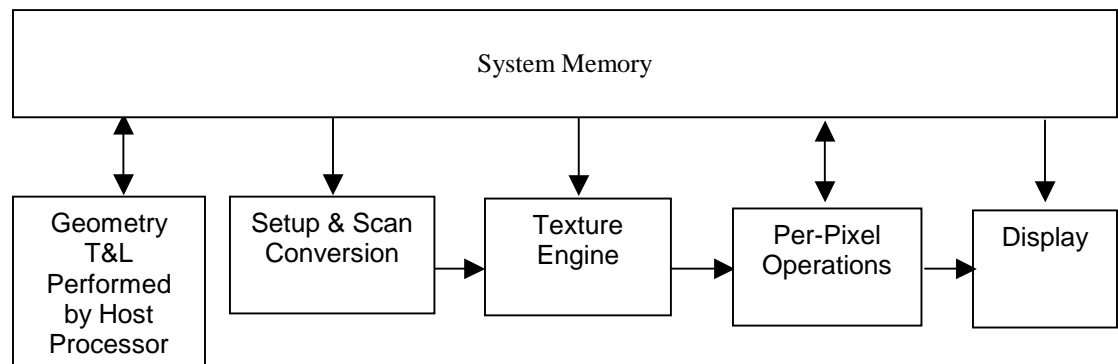 System Memory
Geometry
T&L
Performed
by Host
Processor
Setup & Scan
Conversion
Texture
Engine
Per-Pixel
Operations
Display